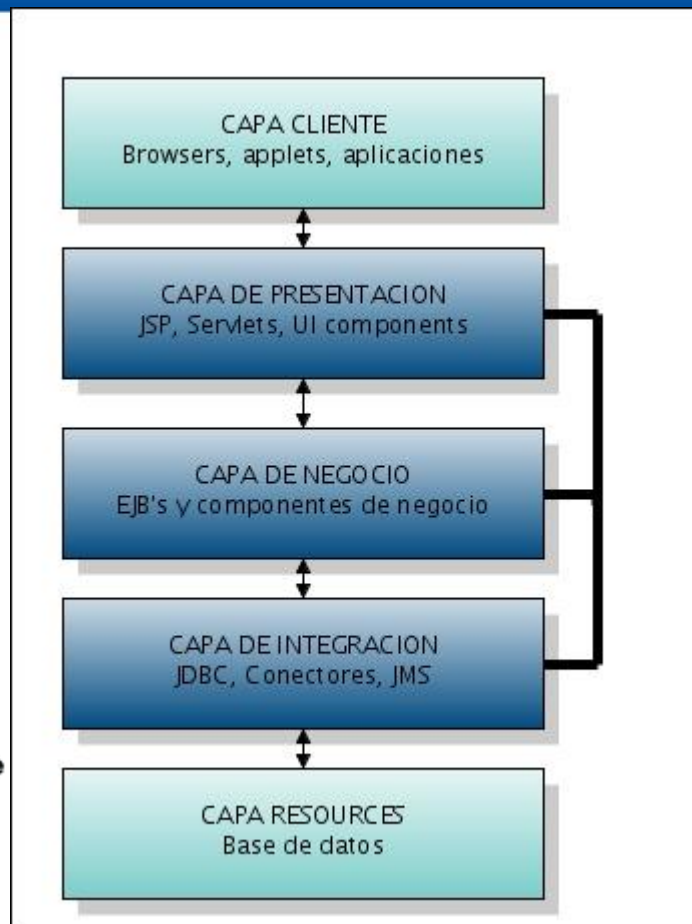 CAPA CLIENTE
Browsers, applets, aplicaciones
CAPA DE PRESENTACION
JSP, Servlets, UI components
CAPA DE NEGOCIO
EJB's y componentes de negocio
CAPA DE INTEGRACION
JDBC, Conectores, JMS
CAPA RESOURCES
Base de datos